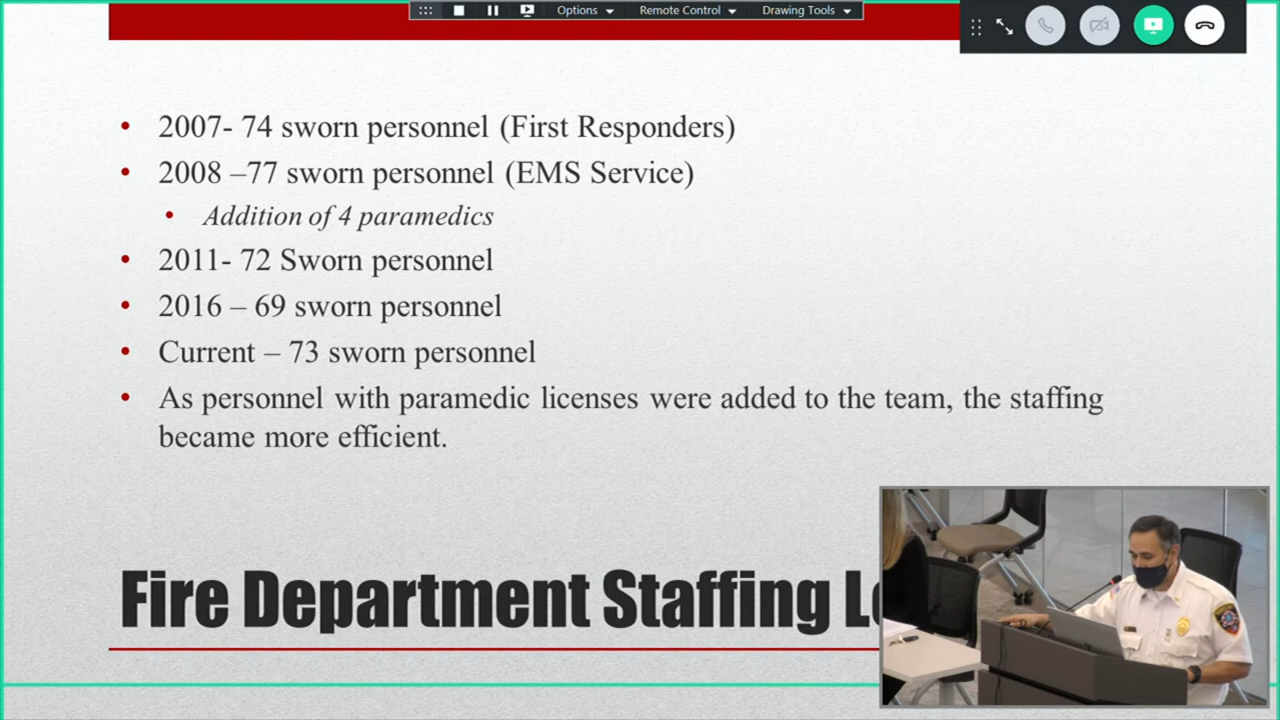 Options
Remote Control
Drawing Tools
2007- 74 sworn personnel (First Responders)
2008 –77 sworn personnel (EMS Service)
Addition of 4 paramedics
2011- 72 Sworn personnel
2016 – 69 sworn personnel
Current – 73 sworn personnel
As personnel with paramedic licenses were added to the team, the staffing
became more efficient.
Fire Department Staffing